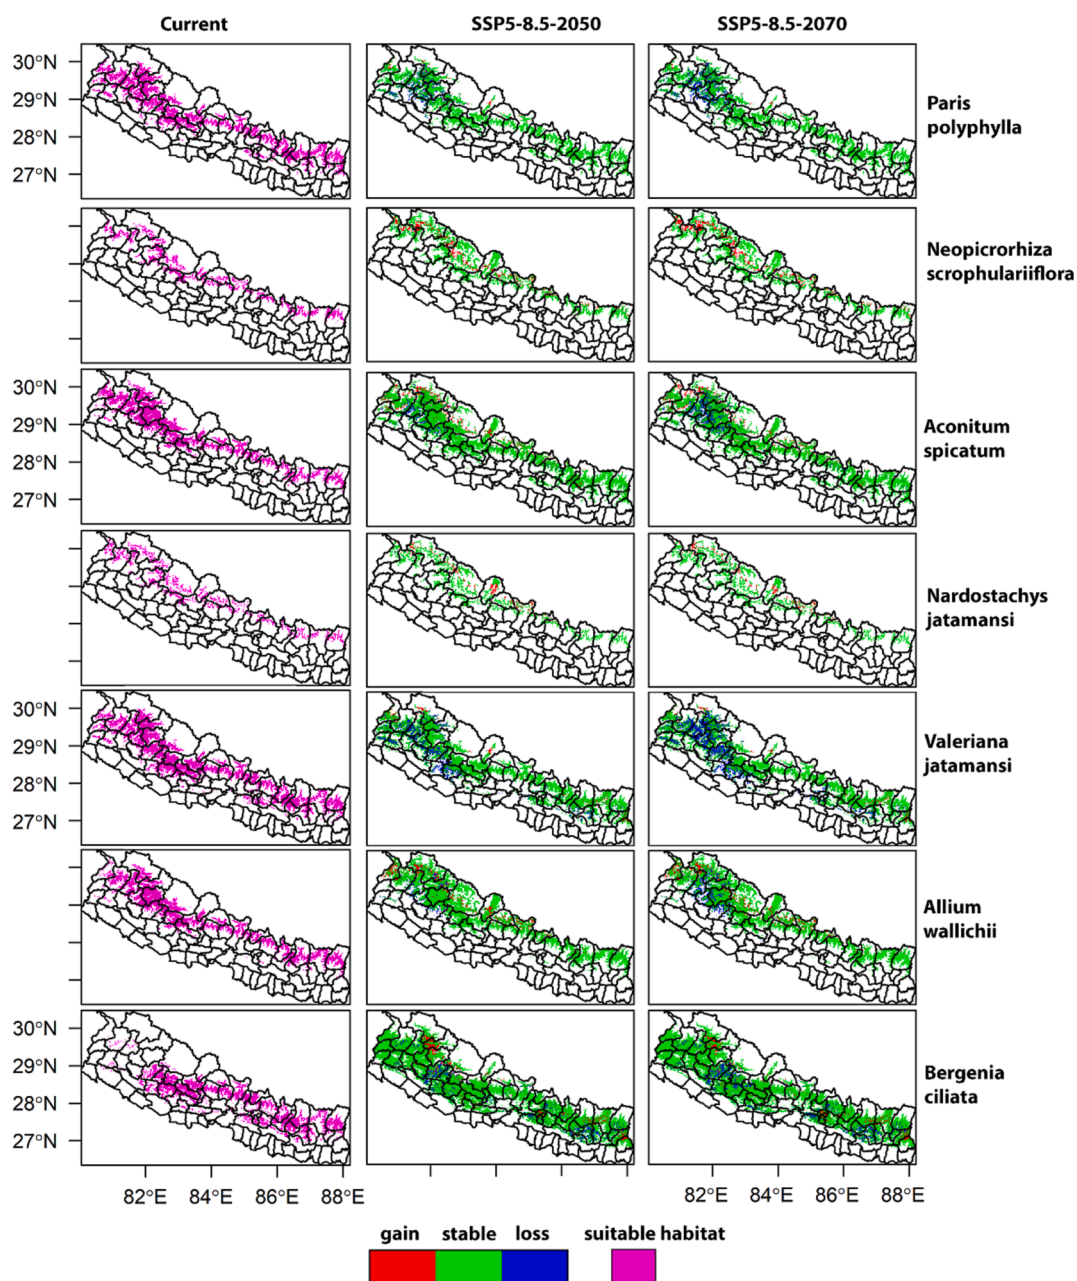 Current SSP5-8.5-2050 SSP5-8.5-2070
30°N
29°N
28°N
27°N
Paris
polyphylla
Neopicrorhiza
scrophulariiflora
30°N
29°N
28°N
27°N
Aconitum
spicatum
Nardostachys
jatamansi
30°N
29°N
28°N
27°N
Valeriana
jatamansi
Allium
wallichii
30°N
29°N
28°N
27°N
Bergenia
ciliata
82°E 84°E 86°E 88°E 82°E 84°E 86°E 88°E
gain stable loss suitable habitat